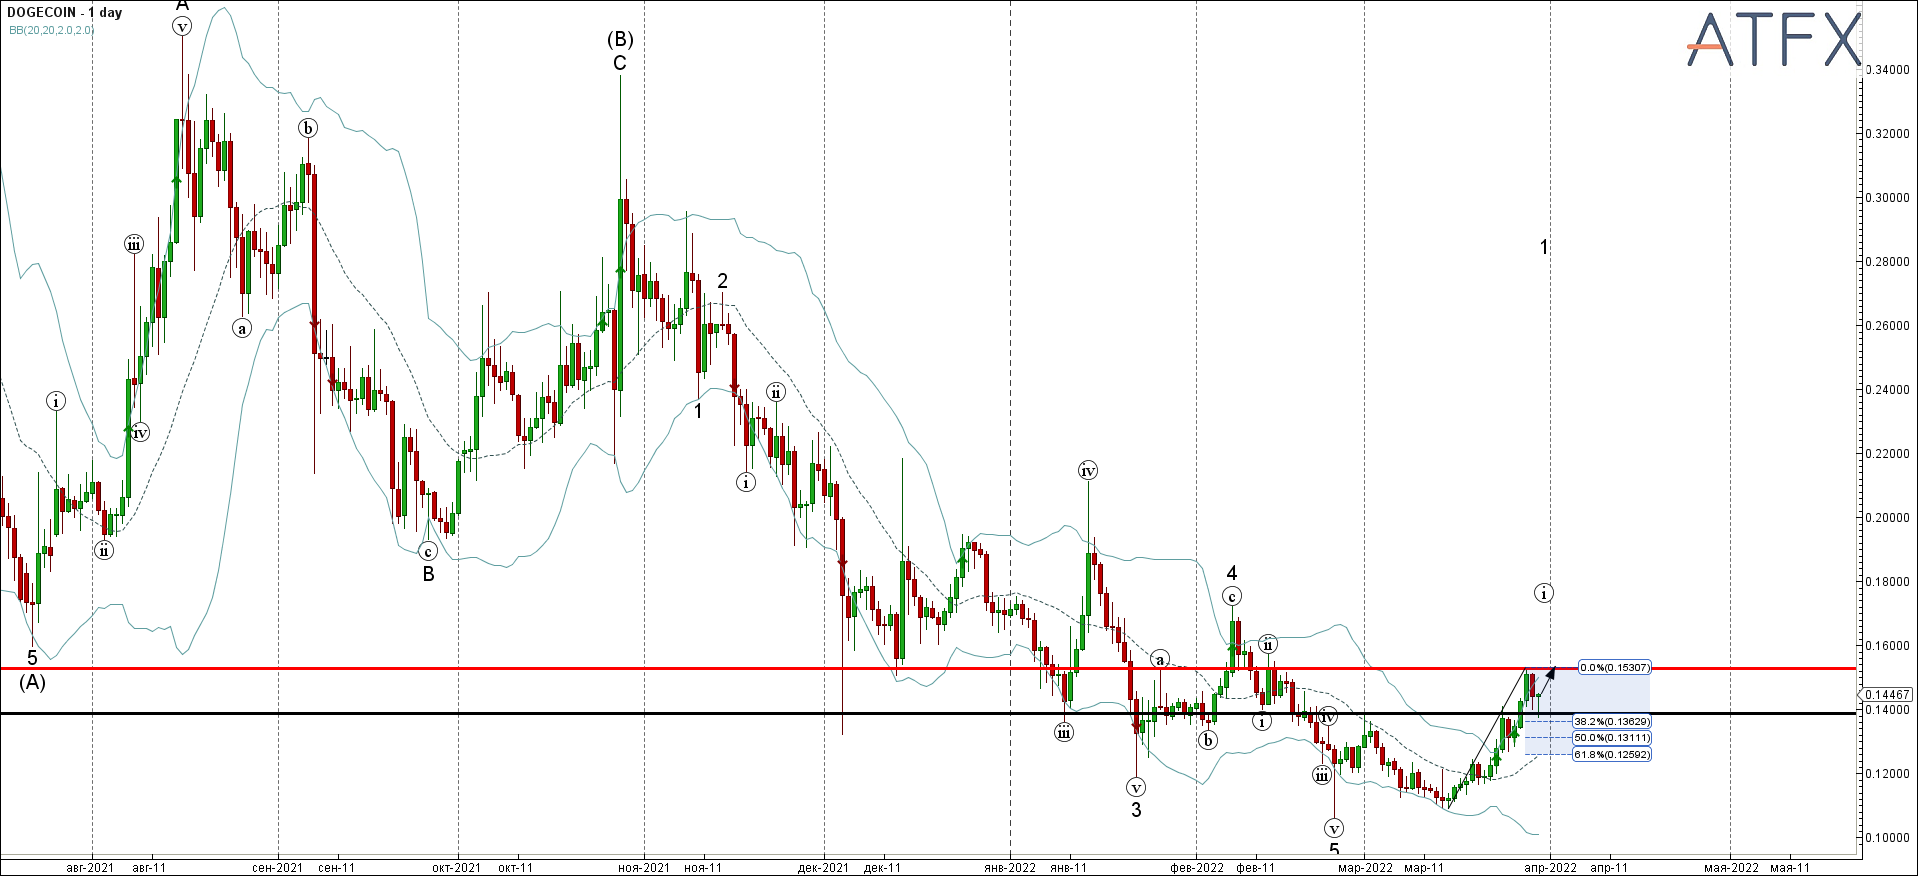 DOGECOIN - 1 day
BB(20,20,2.0,2.0)
ATFX
A
v
(B)
C
b
iii
a
i
iv
ii
5
(A)
c
B
2
1
ii
i
iv
iii
a
v
3
4
c
b
ii
i
iv
iii
v
5
1
i
0.0%(0.15307)
38.2%(0.13629)
50.0%(0.13111)
61.8%(0.12592)
0.34000
0.32000
0.30000
0.28000
0.26000
0.24000
0.22000
0.20000
0.18000
0.16000
0.14467
0.14000
0.12000
0.10000
авг-2021 авг-11 сен-2021 сен-11 окт-2021 окт-11 ноя-2021 ноя-11 дек-2021 дек-11 янв-2022 янв-11 фев-2022 фев-11 мар-2022 мар-11 апр-2022 апр-11 мая-2022 мая-11